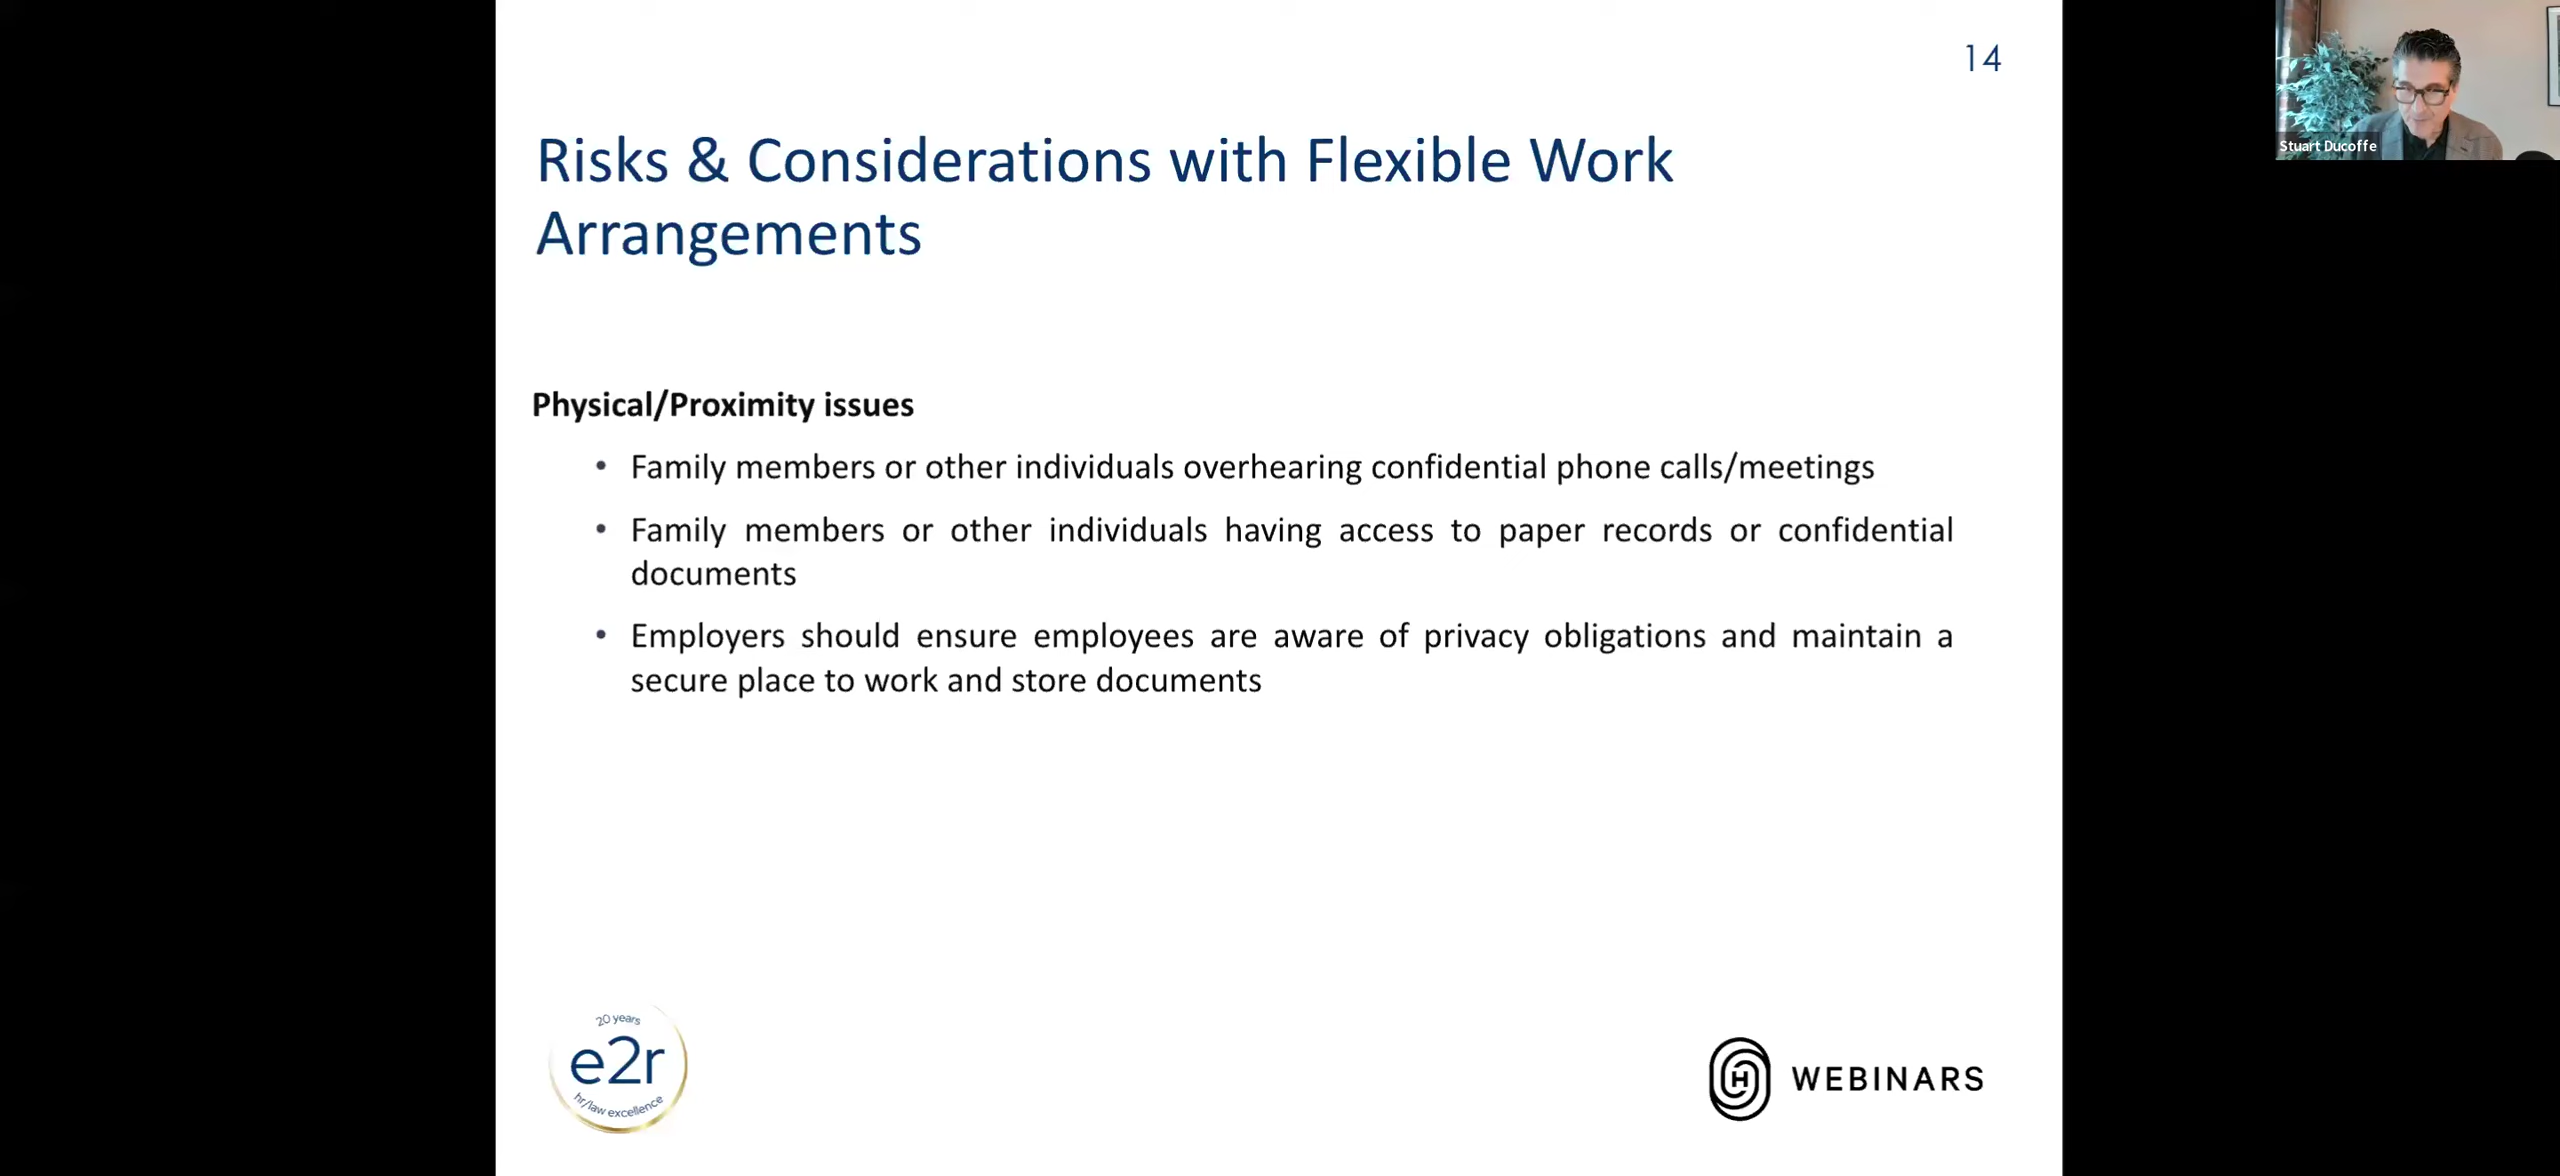 14
Stuart Ducoffe
Risks & Considerations with Flexible Work
Arrangements
Physical/Proximity issues
• Family members or other individuals overhearing confidential phone calls/meetings
• Family members or other individuals having access to paper records or confidential
documents
• Employers should ensure employees are aware of privacy obligations and maintain a
secure place to work and store documents
20 years
e2r
hr/law excellence
H
WEBINARS